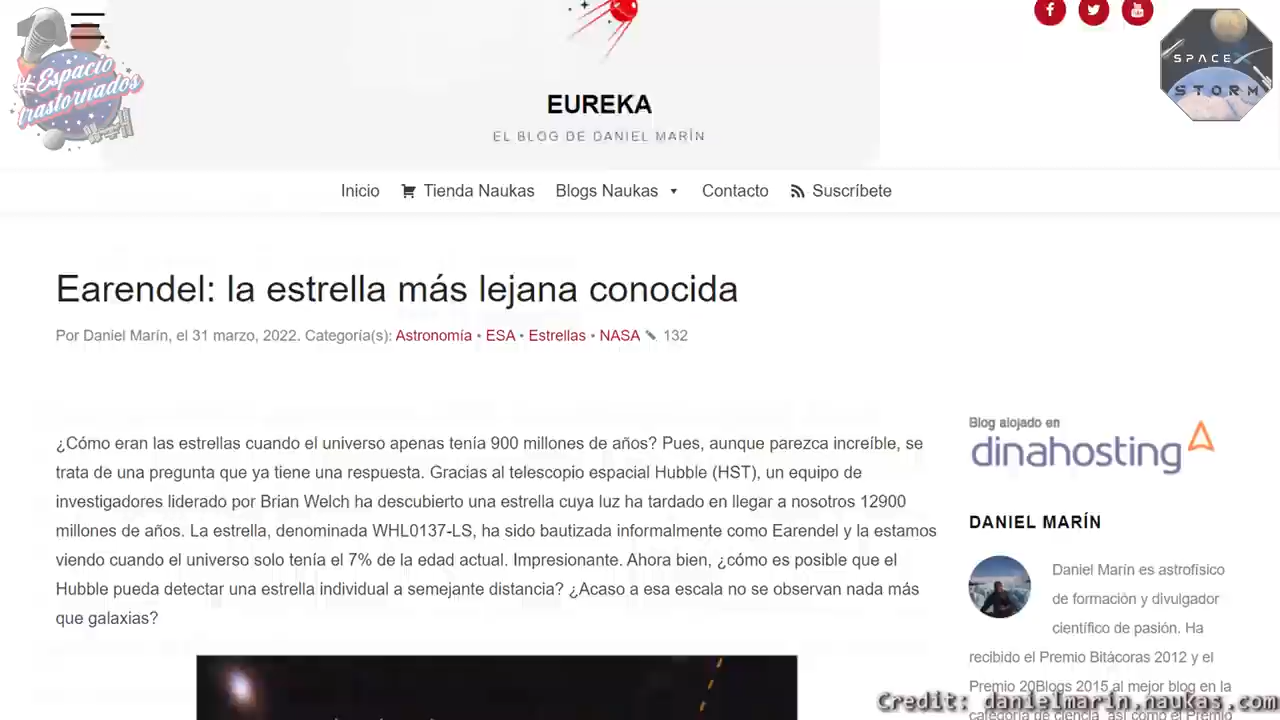 #Espacio
trastornados
SPACEX
STORM
EUREKA
EL BLOG DE DANIEL MARÍN
Inicio Tienda Naukas Blogs Naukas Contacto Suscríbete
Earendel: la estrella más lejana conocida
Por Daniel Marín, el 31 marzo, 2022. Categoría(s): Astronomía • ESA • Estrellas • NASA 132
¿Cómo eran las estrellas cuando el universo apenas tenía 900 millones de años? Pues, aunque parezca increíble, se
trata de una pregunta que ya tiene una respuesta. Gracias al telescopio espacial Hubble (HST), un equipo de
investigadores liderado por Brian Welch ha descubierto una estrella cuya luz ha tardado en llegar a nosotros 12900
millones de años. La estrella, denominada WHL0137-LS, ha sido bautizada informalmente como Earendel y la estamos
viendo cuando el universo solo tenía el 7% de la edad actual. Impresionante. Ahora bien, ¿cómo es posible que el
Hubble pueda detectar una estrella individual a semejante distancia? ¿Acaso a esa escala no se observan nada más
que galaxias?
Blog alojado en
dinahosting
DANIEL MARÍN
Daniel Marín es astrofísico
de formación y divulgador
científico de pasión. Ha
recibido el Premio Bitácoras 2012 y el
Premio 20Blogs 2015 al mejor blog en la
categoría de ciencia, así como el Premio
Credit: danielmarin.naukas.com